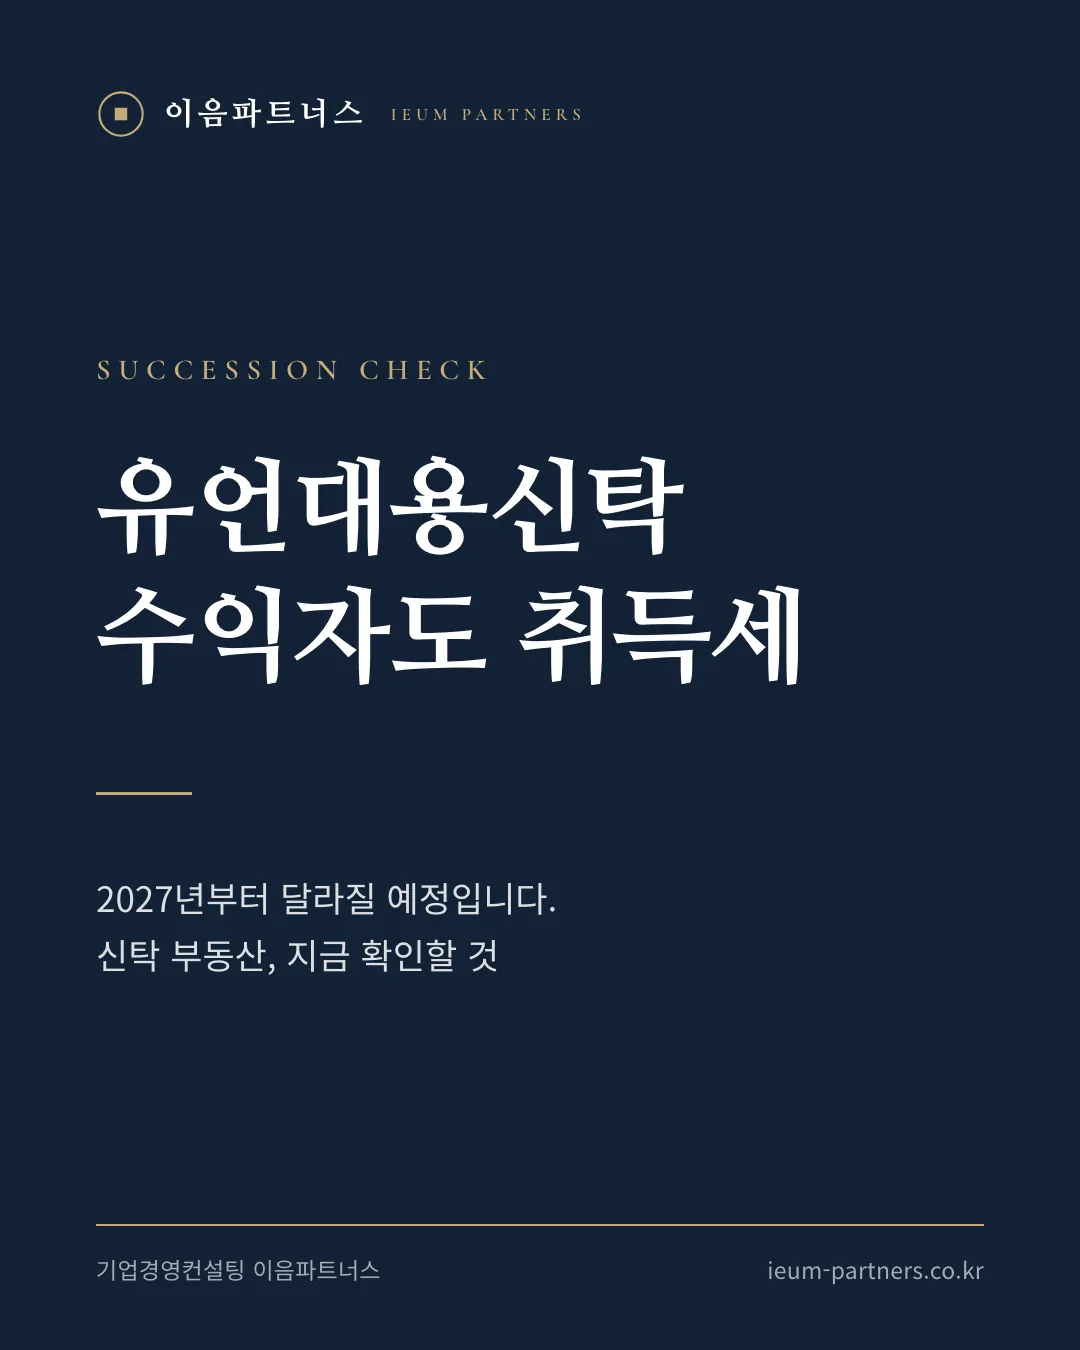 이음파트너스 IEUM PARTNERS
SUCCESSION CHECK
유언대용신탁
수익자도 취득세
2027년부터 달라질 예정입니다.
신탁 부동산, 지금 확인할 것
기업경영컨설팅 이음파트너스
ieum-partners.co.kr